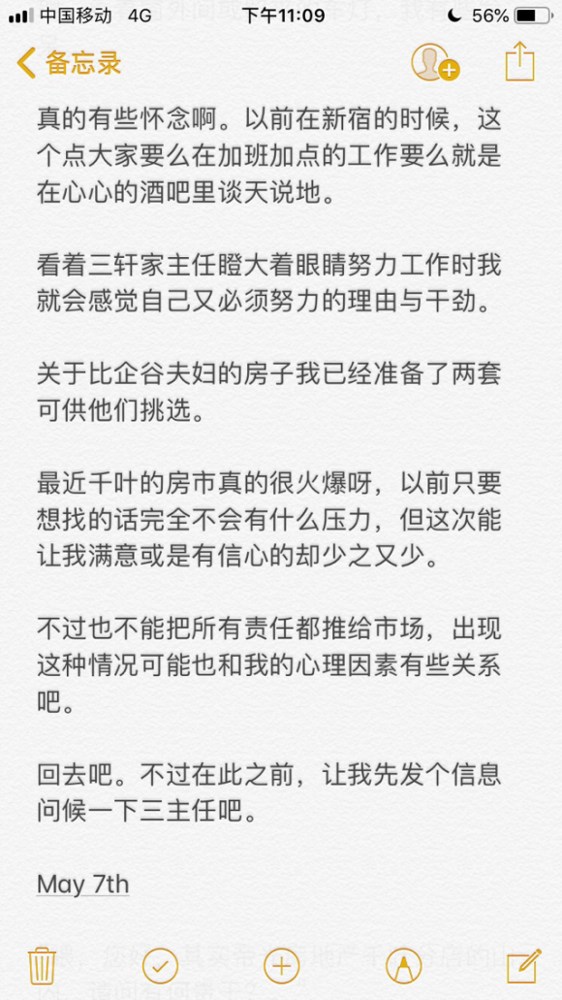 中国移动 4G 下午11:09 56%
备忘录
真的有些怀念啊。以前在新宿的时候，这
个点大家要么在加班加点的工作要么就是
在心心的酒吧里谈天说地。
看着三轩家主任瞪大着眼睛努力工作时我
就会感觉自己又必须努力的理由与干劲。
关于比企谷夫妇的房子我已经准备了两套
可供他们挑选。
最近千叶的房市真的很火爆呀，以前只要
想找的话完全不会有什么压力，但这次能
让我满意或是有信心的却少之又少。
不过也不能把所有责任都推给市场，出现
这种情况可能也和我的心理因素有些关系
吧。
回去吧。不过在此之前，让我先发个信息
问候一下三主任吧。
May 7th